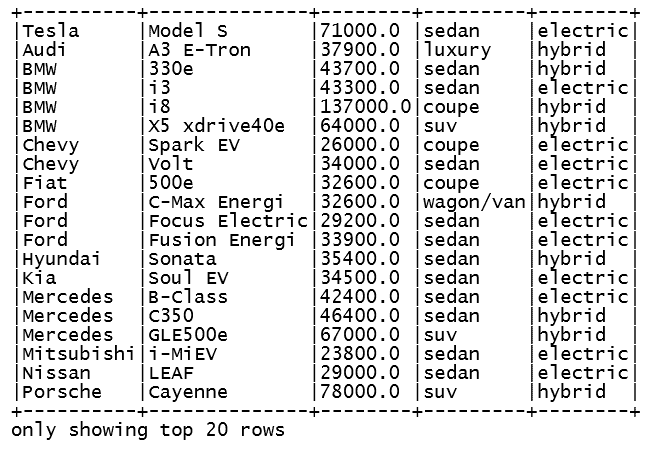 +----------+---------------+--------+---------+--------+
|Tesla     |Model S        |71000.0 |sedan    |electric|
|Audi      |A3 E-Tron      |37900.0 |luxury   |hybrid  |
|BMW       |330e           |43700.0 |sedan    |hybrid  |
|BMW       |i3             |43300.0 |sedan    |electric|
|BMW       |i8             |137000.0|coupe    |hybrid  |
|BMW       |X5 xdrive40e   |64000.0 |suv      |hybrid  |
|Chevy     |Spark EV       |26000.0 |coupe    |electric|
|Chevy     |Volt           |34000.0 |sedan    |electric|
|Fiat      |500e           |32600.0 |coupe    |electric|
|Ford      |C-Max Energi   |32600.0 |wagon/van|hybrid  |
|Ford      |Focus Electric |29200.0 |sedan    |electric|
|Ford      |Fusion Energi  |33900.0 |sedan    |electric|
|Hyundai   |Sonata         |35400.0 |sedan    |hybrid  |
|Kia       |Soul EV        |34500.0 |sedan    |electric|
|Mercedes  |B-Class        |42400.0 |sedan    |electric|
|Mercedes  |C350           |46400.0 |sedan    |hybrid  |
|Mercedes  |GLE500e        |67000.0 |suv      |hybrid  |
|Mitsubishi|i-MiEV         |23800.0 |sedan    |electric|
|Nissan    |LEAF           |29000.0 |sedan    |electric|
|Porsche   |Cayenne        |78000.0 |suv      |hybrid  |
+----------+---------------+--------+---------+--------+
only showing top 20 rows